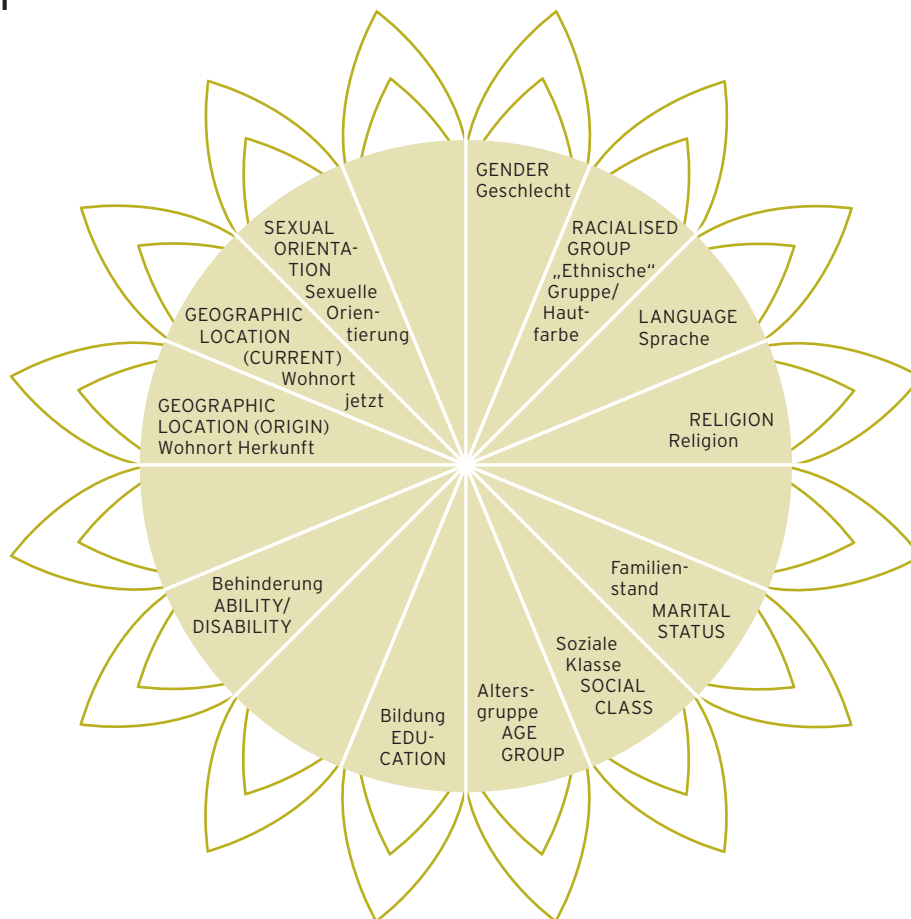 GENDER
Geschlecht
RACIALISED
GROUP
„Ethnische“
Gruppe/
Haut-
farbe
LANGUAGE
Sprache
RELIGION
Religion
Familien-
stand
MARITAL
STATUS
Soziale
Klasse
SOCIAL
CLASS
Alters-
gruppe
AGE
GROUP
Bildung
EDU-
CATION
Behinderung
ABILITY/
DISABILITY
GEOGRAPHIC
LOCATION (ORIGIN)
Wohnort Herkunft
GEOGRAPHIC
LOCATION
(CURRENT)
Wohnort
jetzt
SEXUAL
ORIENTA-
TION
Sexuelle
Orien-
tierung